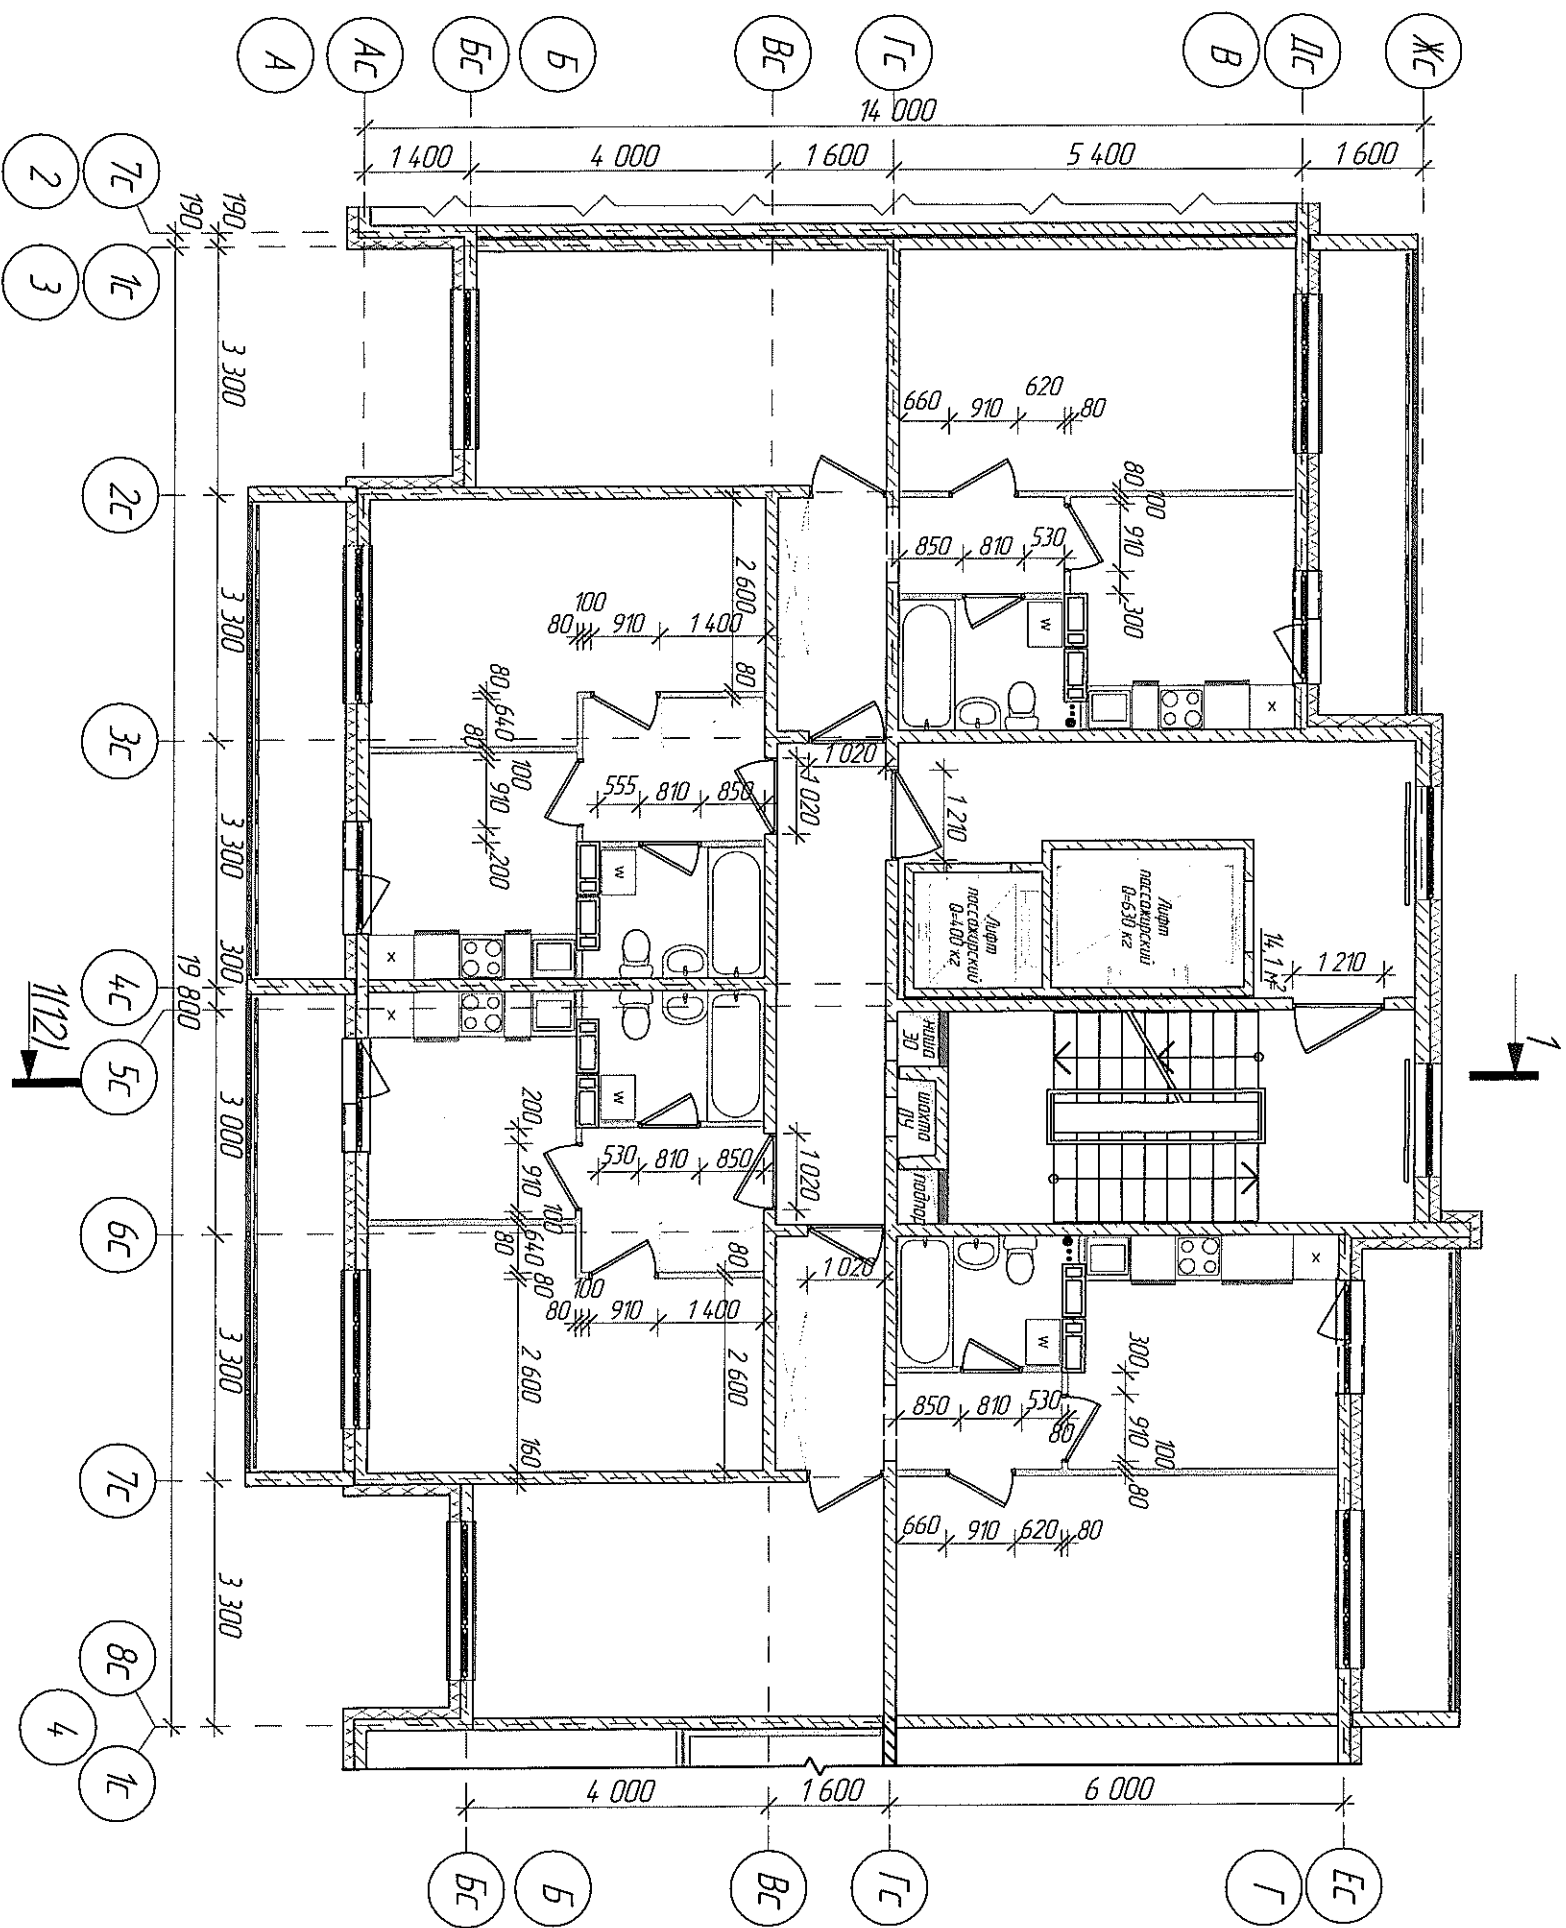 Ас
Бс
Вс
Гс
Дс
Жс
А
Б
В
14 000
1 400
4 000
1 600
5 400
1 600
7с
2
1с
3
190
190
3 300
2с
3 300
3с
3 300
4с
300
5с
3 000
6с
3 300
7с
3 300
8с
4
1с
19 800
1(12)
1
660
910
620
80
80
100
910
300
850
810
530
W
x
2 600
80
100
80
910
1 400
80
640
80
100
910
200
555
810
850
1 020
1 020
1 210
W
x
Лифт
пассажирский
Q=630 кг
Лифт
пассажирский
Q=400 кг
14,1 м²
1 210
ниша
ЭО
шахта
ДУ
подпор
x
W
200
910
100
640
80
80
530
810
850
1 020
1 020
80
100
80
910
1 400
2 600
2 600
160
x
W
300
910
100
80
850
810
530
80
660
910
620
80
4 000
1 600
6 000
Бс
Б
Вс
Гс
Г
Ес